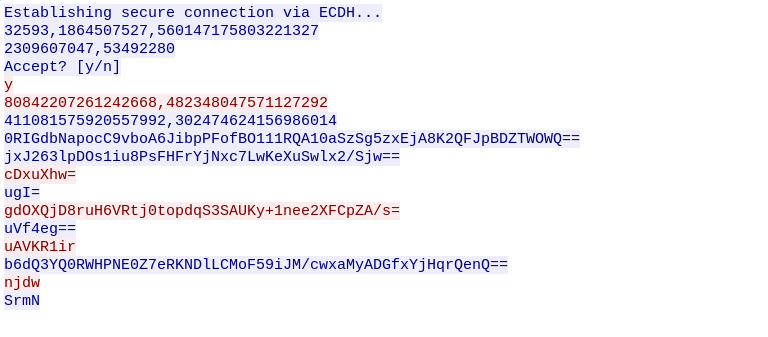 Establishing secure connection via ECDH...
32593,1864507527,560147175803221327
2309607047,53492280
Accept? [y/n]
y
80842207261242668,482348047571127292
411081575920557992,302474624156986014
0RIGdbNapocC9vboA6JibpPFofBO111RQA10aSzSg5zxEjA8K2QFJpBDZTWOWQ==
jxJ263lpDOs1iu8PsFHFrYjNxc7LwKeXuSwlx2/Sjw==
cDxuXhw=
ugI=
gdOXQjD8ruH6VRtj0topdqS3SAUKy+1nee2XFCpZA/s=
uVf4eg==
uAVKR1ir
b6dQ3YQ0RWHPNE0Z7eRKNDlLCMoF59iJM/cwxaMyADGfxYjHqrQenQ==
njdw
SrmN